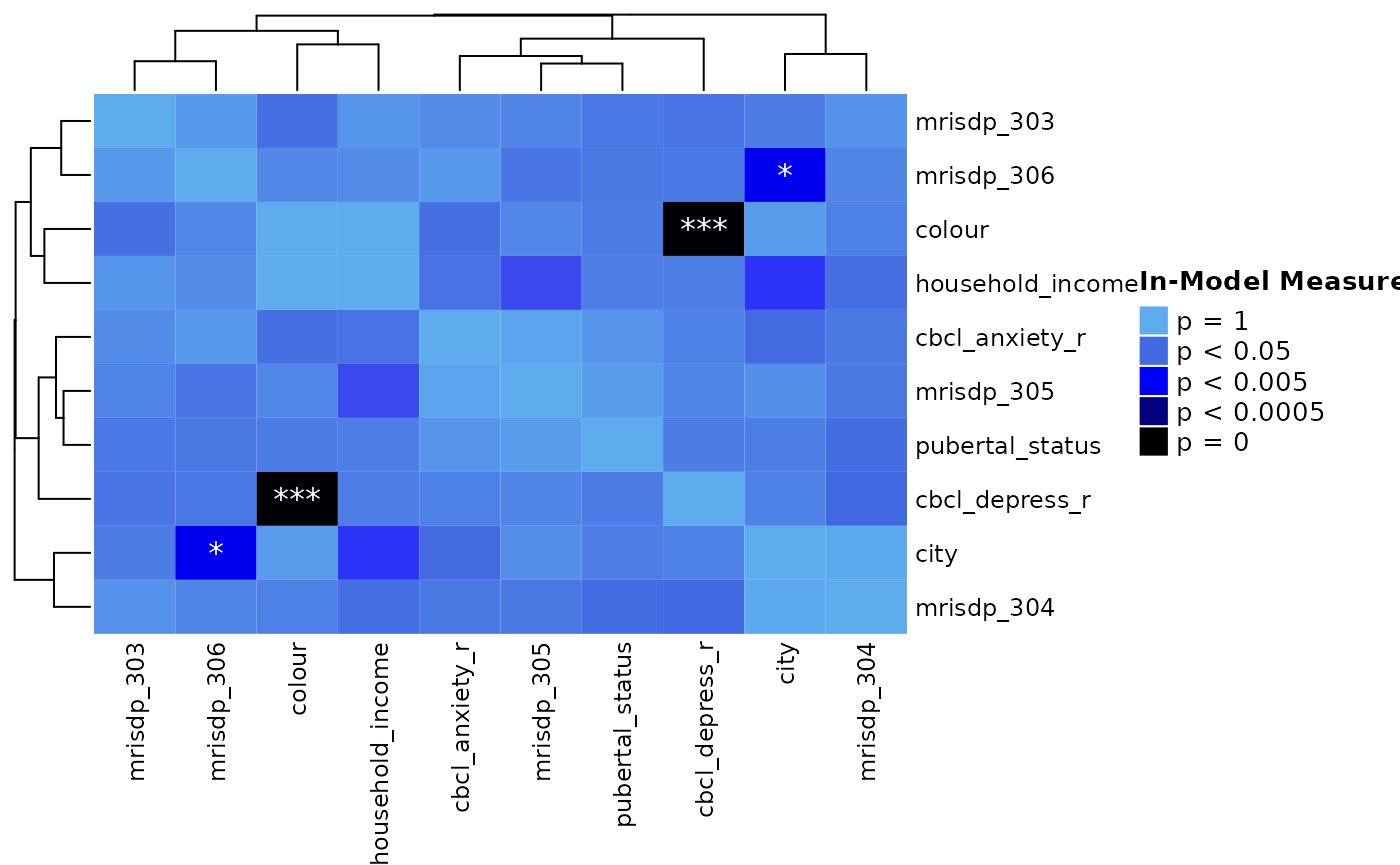 mrisdp_303
mrisdp_306
*
colour
***
household_income
In-Model Measure
p = 1
p < 0.05
p < 0.005
p < 0.0005
p = 0
cbcl_anxiety_r
mrisdp_305
pubertal_status
***
cbcl_depress_r
*
city
mrisdp_304
mrisdp_303
mrisdp_306
colour
household_income
cbcl_anxiety_r
mrisdp_305
pubertal_status
cbcl_depress_r
city
mrisdp_304